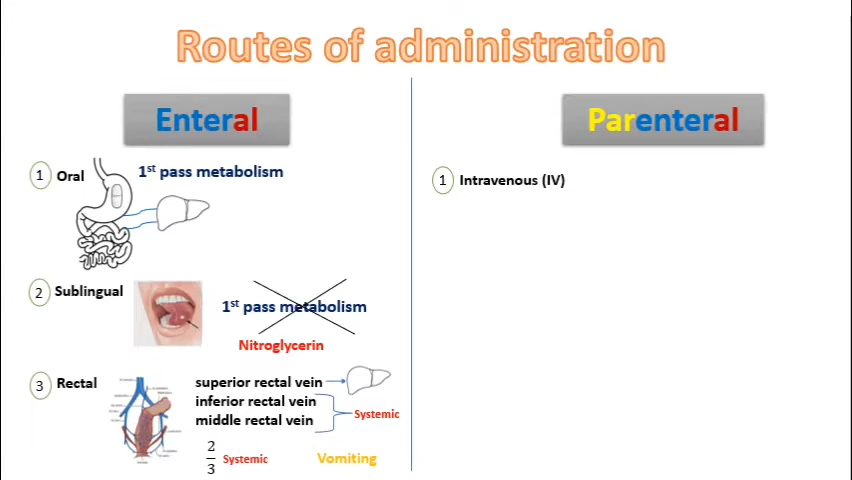 Routes of administration
Enteral
1 Oral
1st pass metabolism
2 Sublingual
1st pass metabolism
Nitroglycerin
3 Rectal
superior rectal vein
inferior rectal vein
middle rectal vein
Systemic
2/3 Systemic
Vomiting
Parenteral
1 Intravenous (IV)